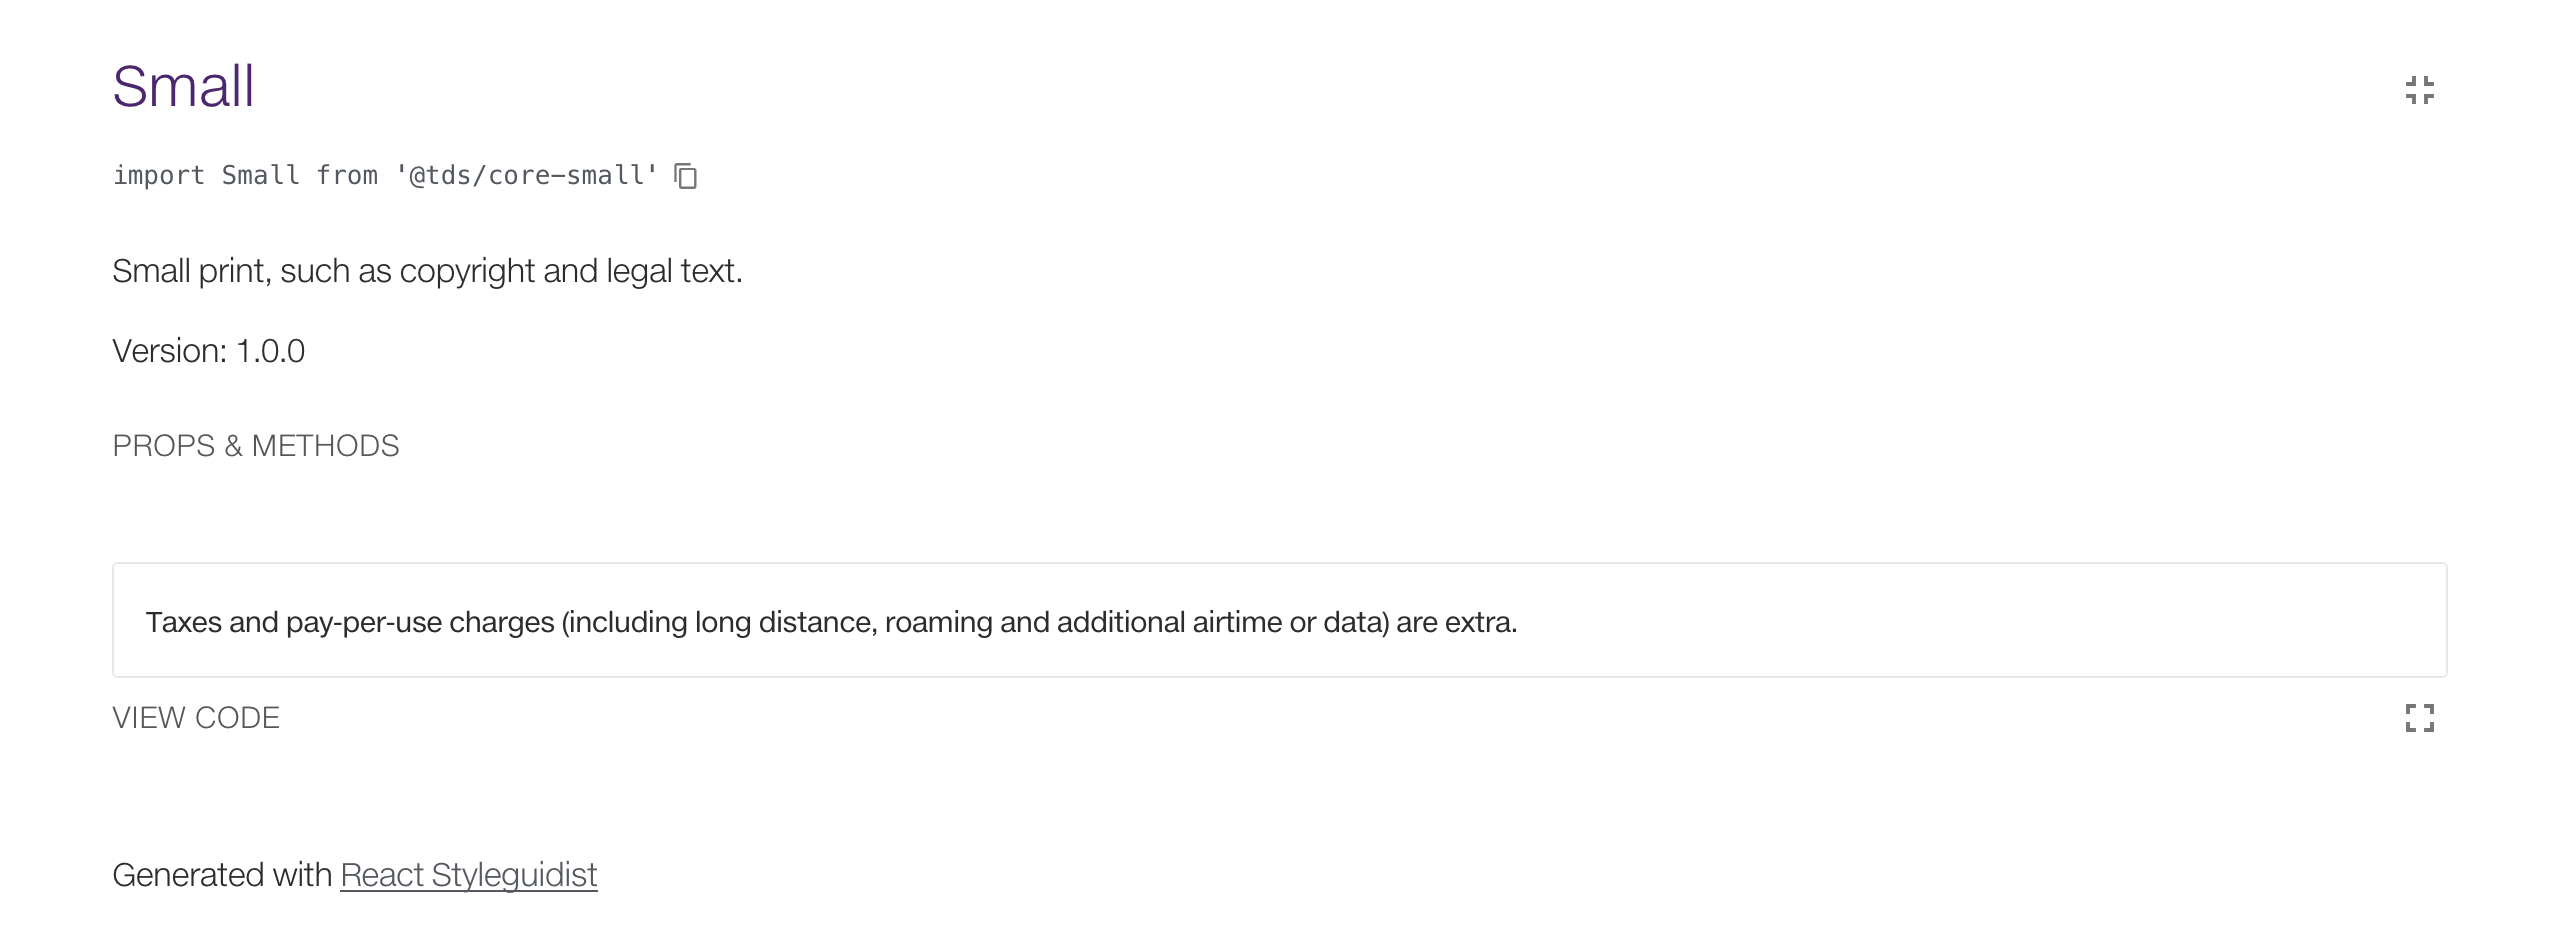 Small
import Small from '@tds/core-small'
Small print, such as copyright and legal text.
Version: 1.0.0
PROPS & METHODS
Taxes and pay-per-use charges (including long distance, roaming and additional airtime or data) are extra.
VIEW CODE
Generated with React Styleguidist